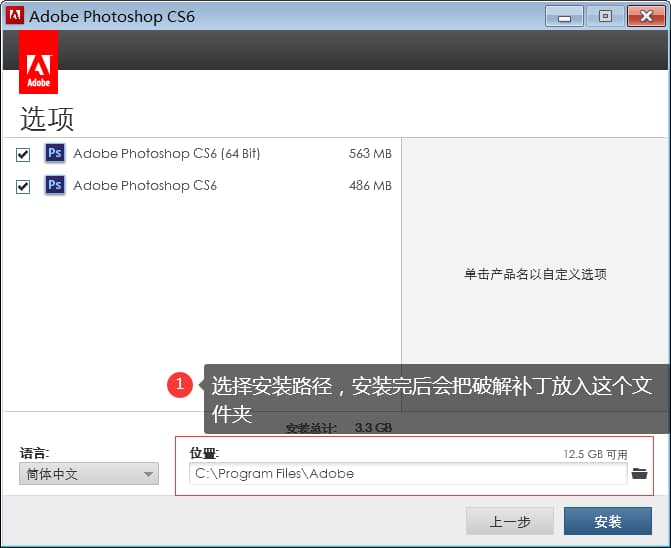 Adobe Photoshop CS6
Adobe
选项
Ps Adobe Photoshop CS6 (64 Bit) 563 MB
Ps Adobe Photoshop CS6 486 MB
单击产品名以自定义选项
1 选择安装路径，安装完后会把破解补丁放入这个文
件夹
安装总计: 3.3 GB
语言: 位置: 12.5 GB 可用
简体中文 C:\Program Files\Adobe
上一步 安装